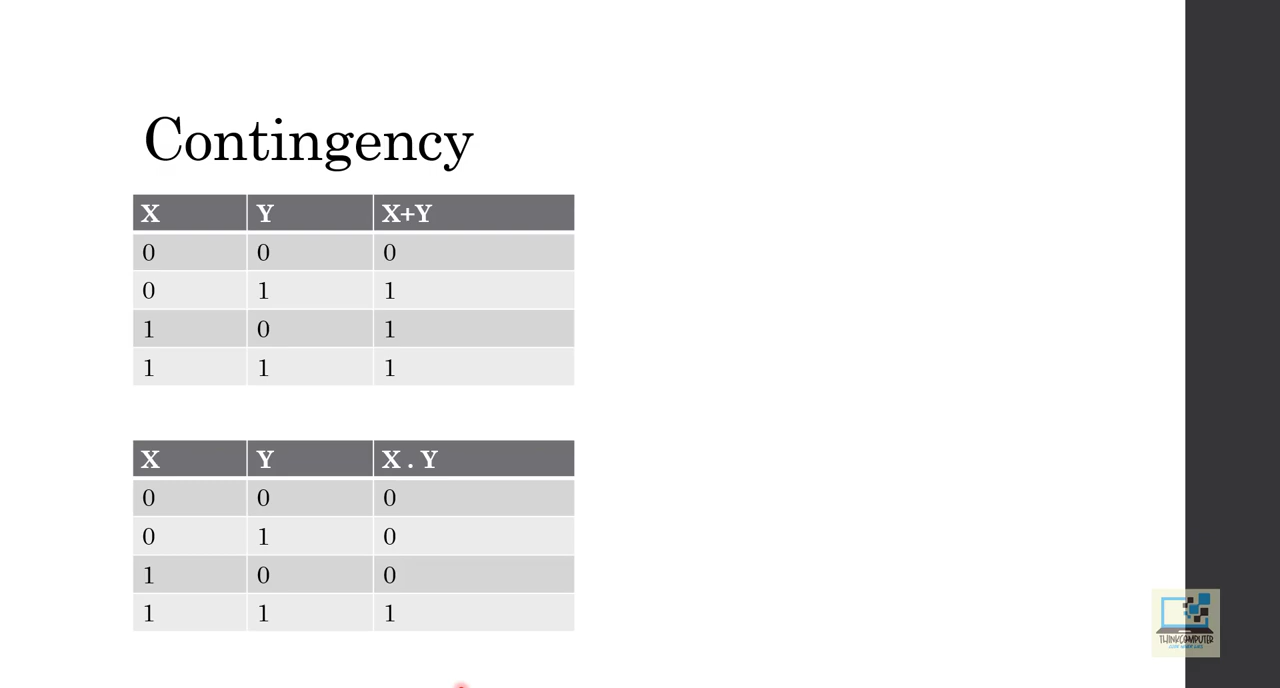 Contingency
X Y X+Y
0 0 0
0 1 1
1 0 1
1 1 1
X Y X . Y
0 0 0
0 1 0
1 0 0
1 1 1
THINKCOMPUTER